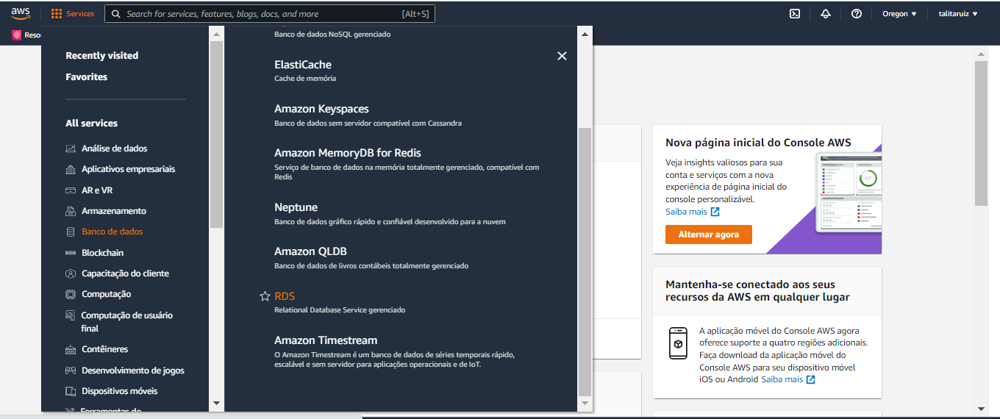 aws
Services
Search for services, features, blogs, docs, and more
[Alt+S]
Oregon ▼
talitaruiz ▼
Recently visited
Favorites
All services
Análise de dados
Aplicativos empresariais
AR e VR
Armazenamento
Banco de dados
Blockchain
Capacitação do cliente
Computação
Computação de usuário
final
Contêineres
Desenvolvimento de jogos
Dispositivos móveis
Ferramentas do
Banco de dados NoSQL gerenciado
ElastiCache
Cache de memória
Amazon Keyspaces
Banco de dados sem servidor compatível com Cassandra
Amazon MemoryDB for Redis
Serviço de banco de dados na memória totalmente gerenciado, compatível com
Redis
Neptune
Banco de dados gráfico rápido e confiável desenvolvido para a nuvem
Amazon QLDB
Banco de dados de livros contábeis totalmente gerenciado
RDS
Relational Database Service gerenciado
Amazon Timestream
O Amazon Timestream é um banco de dados de séries temporais rápido,
escalável e sem servidor para aplicações operacionais e de IoT.
Nova página inicial do Console AWS
Veja insights valiosos para sua
conta e serviços com a nova
experiência de página inicial do
console personalizável.
Saiba mais
Alternar agora
Mantenha-se conectado aos seus
recursos da AWS em qualquer lugar
A aplicação móvel do Console AWS agora
oferece suporte a quatro regiões adicionais.
Faça download da aplicação móvel do
Console AWS para seu dispositivo móvel
iOS ou Android Saiba mais